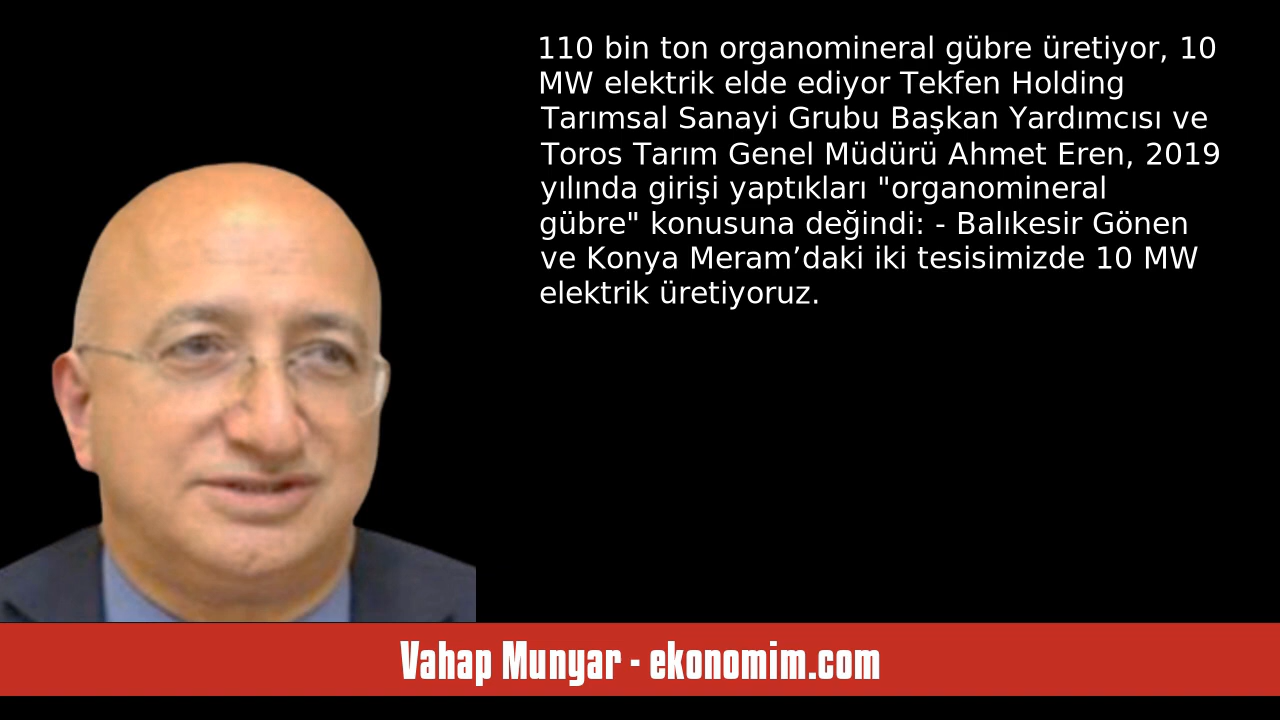 110 bin ton organomineral gübre üretiyor, 10
MW elektrik elde ediyor Tekfen Holding
Tarımsal Sanayi Grubu Başkan Yardımcısı ve
Toros Tarım Genel Müdürü Ahmet Eren, 2019
yılında girişi yaptıkları "organomineral
gübre" konusuna değindi: - Balıkesir Gönen
ve Konya Meram’daki iki tesisimizde 10 MW
elektrik üretiyoruz.
Vahap Munyar - ekonomim.com